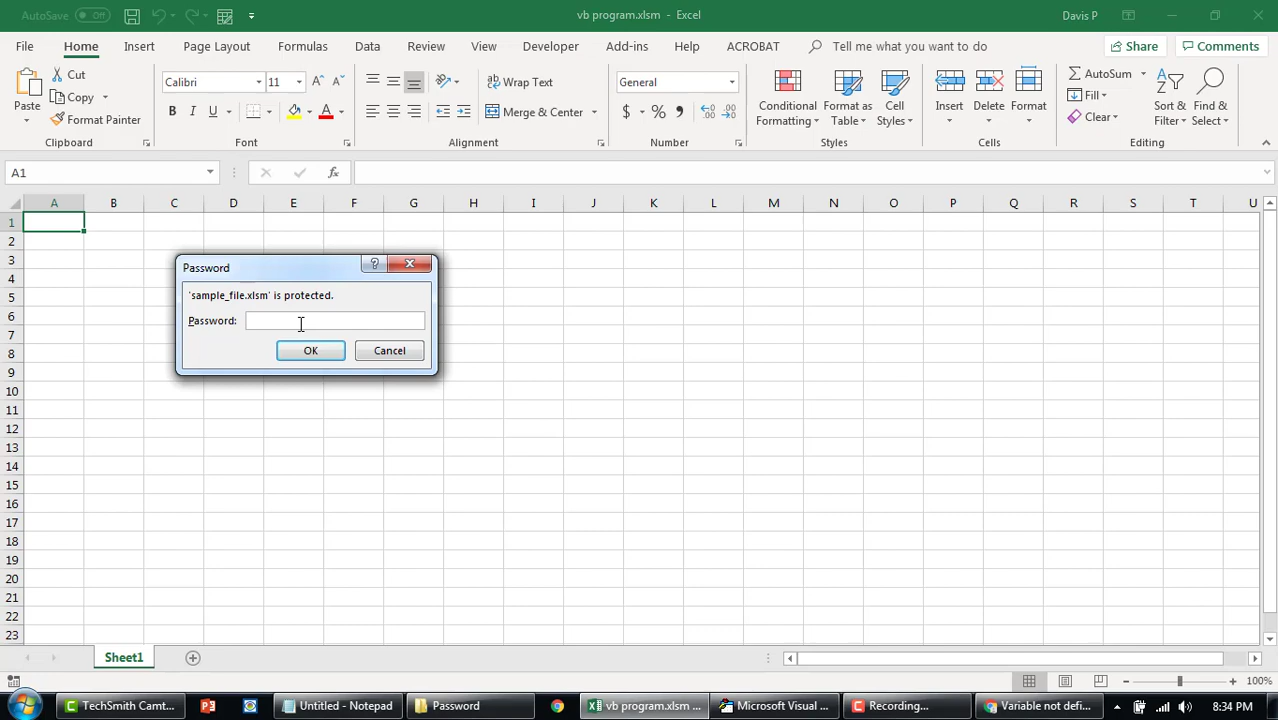 AutoSave Off vb program.xlsm - Excel Davis P
File Home Insert Page Layout Formulas Data Review View Developer Add-ins Help ACROBAT Tell me what you want to do Share Comments
Paste Cut Copy Format Painter
Clipboard
Calibri 11
B I U A
Font
Wrap Text
Merge & Center
Alignment
General
$ % ,
Number
Conditional Formatting Format as Table Cell Styles
Styles
Insert Delete Format
Cells
AutoSum
Fill
Clear
Sort & Filter Find & Select
Editing
A1 fx
A B C D E F G H I J K L M N O P Q R S T U
1
2
3
4
5
6
7
8
9
10
11
12
13
14
15
16
17
18
19
20
21
22
23
Password ?
'sample_file.xlsm' is protected.
Password:
OK Cancel
Sheet1
100%
TechSmith Camt... Untitled - Notepad Password vb program.xlsm ... Microsoft Visual ... Recording... Variable not defi... 8:34 PM